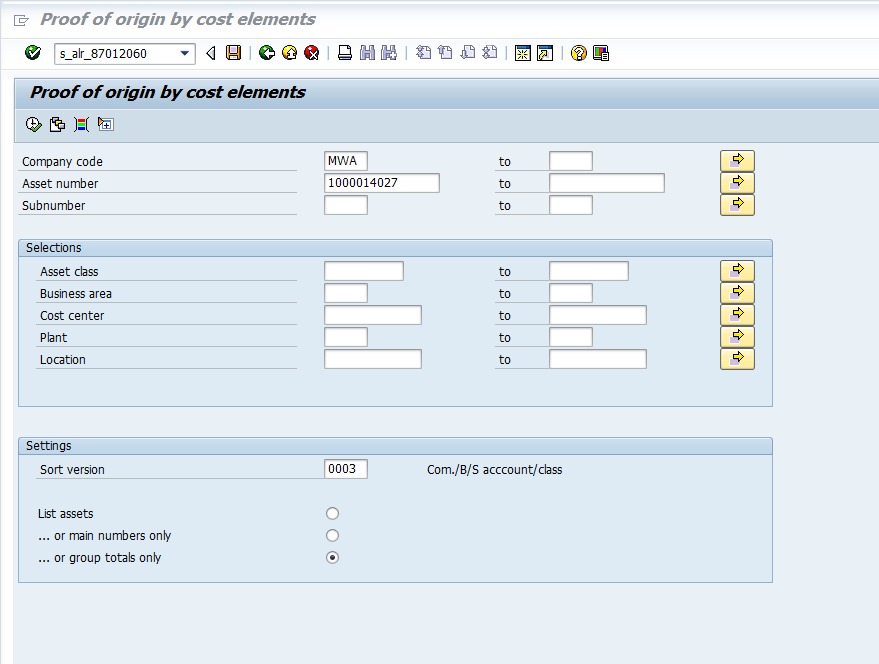 Proof of origin by cost elements
s_alr_87012060
Proof of origin by cost elements
Company code MWA to
Asset number 1000014027 to
Subnumber to
Selections
Asset class to
Business area to
Cost center to
Plant to
Location to
Settings
Sort version 0003 Com./B/S acccount/class
List assets
... or main numbers only
... or group totals only